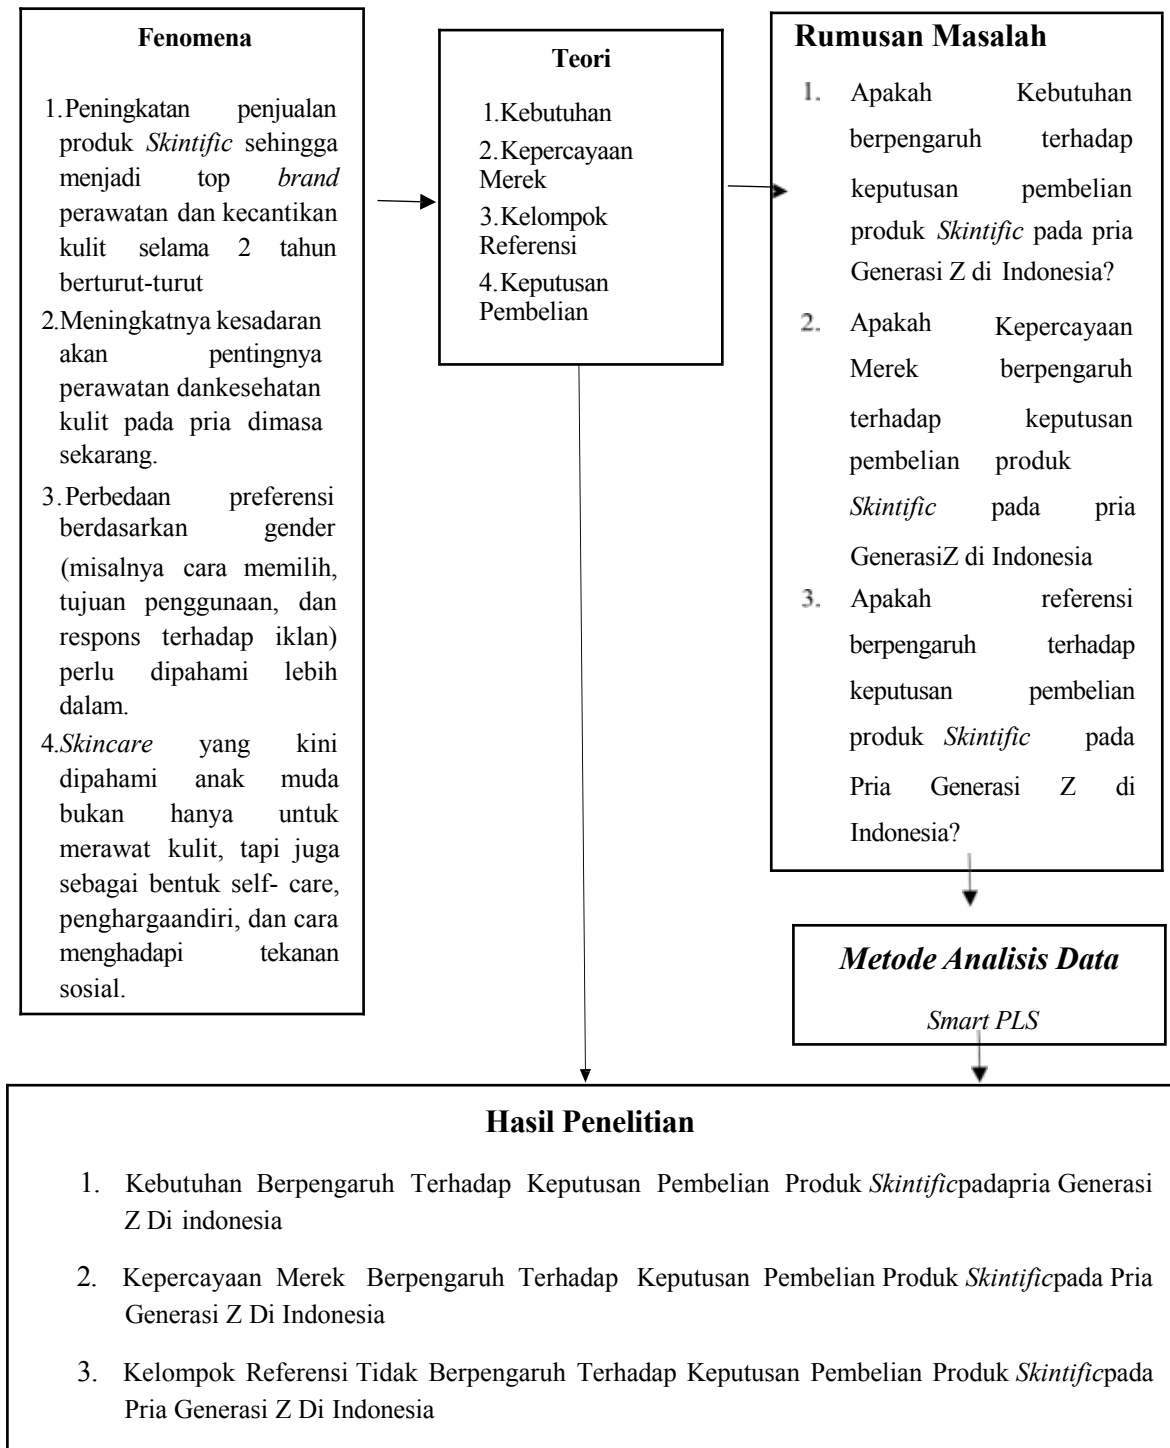 Fenomena
1.Peningkatan penjualan
produk Skintific sehingga
menjadi top brand
perawatan dan kecantikan
kulit selama 2 tahun
berturut-turut
2.Meningkatnya kesadaran
akan pentingnya
perawatan dankesehatan
kulit pada pria dimasa
sekarang.
3.Perbedaan preferensi
berdasarkan gender
(misalnya cara memilih,
tujuan penggunaan, dan
respons terhadap iklan)
perlu dipahami lebih
dalam.
4.Skincare yang kini
dipahami anak muda
bukan hanya untuk
merawat kulit, tapi juga
sebagai bentuk self- care,
penghargaandiri, dan cara
menghadapi tekanan
sosial.
Teori
1.Kebutuhan
2.Kepercayaan
Merek
3.Kelompok
Referensi
4.Keputusan
Pembelian
Rumusan Masalah
1. Apakah Kebutuhan
berpengaruh terhadap
keputusan pembelian
produk Skintific pada pria
Generasi Z di Indonesia?
2. Apakah Kepercayaan
Merek berpengaruh
terhadap keputusan
pembelian produk
Skintific pada pria
GenerasiZ di Indonesia
3. Apakah referensi
berpengaruh terhadap
keputusan pembelian
produk Skintific pada
Pria Generasi Z di
Indonesia?
Metode Analisis Data
Smart PLS
Hasil Penelitian
1. Kebutuhan Berpengaruh Terhadap Keputusan Pembelian Produk Skintificpadapria Generasi
Z Di indonesia
2. Kepercayaan Merek Berpengaruh Terhadap Keputusan Pembelian Produk Skintificpada Pria
Generasi Z Di Indonesia
3. Kelompok Referensi Tidak Berpengaruh Terhadap Keputusan Pembelian Produk Skintificpada
Pria Generasi Z Di Indonesia